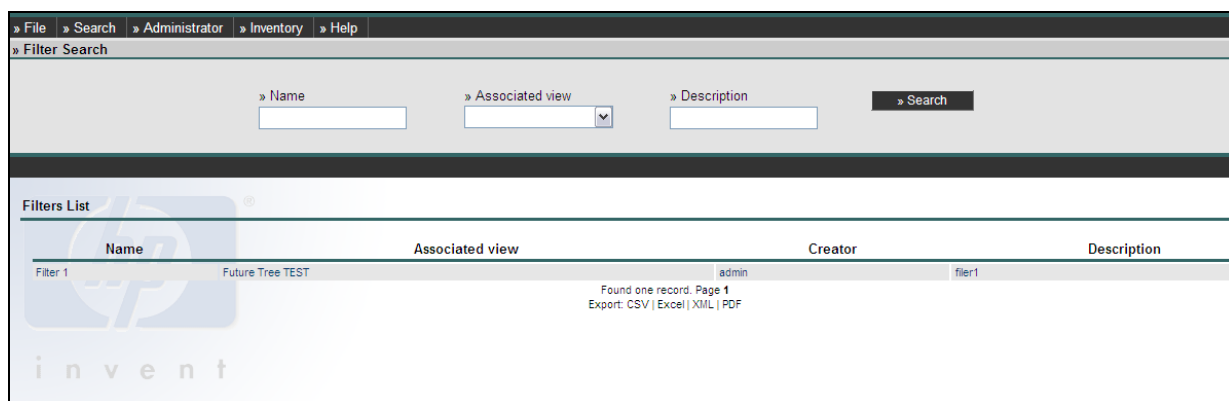 » File » Search » Administrator » Inventory » Help
» Filter Search
» Name » Associated view » Description » Search
Filters List
Name Associated view Creator Description
Filter 1 Future Tree TEST admin filer1
Found one record. Page 1
Export: CSV | Excel | XML | PDF
hp ®
invent